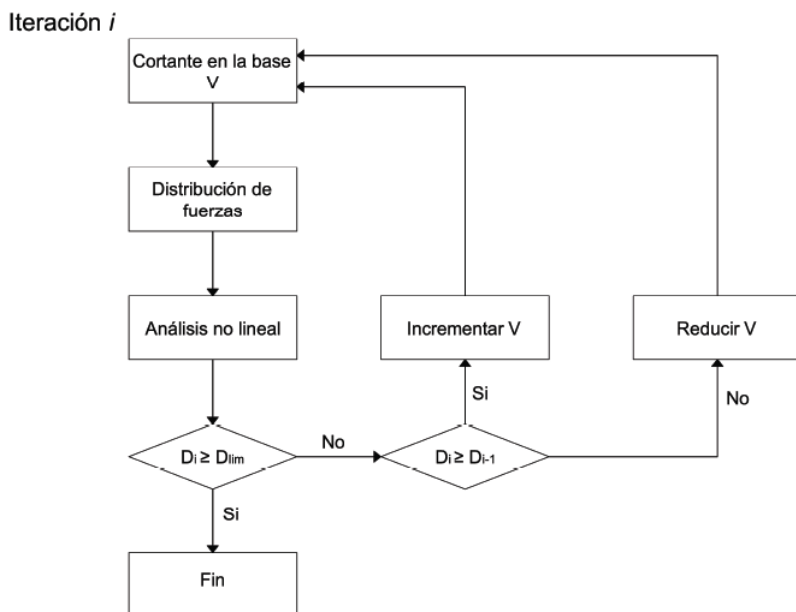 Iteración i
Cortante en la base
V
Distribución de
fuerzas
Análisis no lineal
Incrementar V
Reducir V
Si
No
No
Di ≥ Dlim
Di ≥ Di-1
Si
Fin